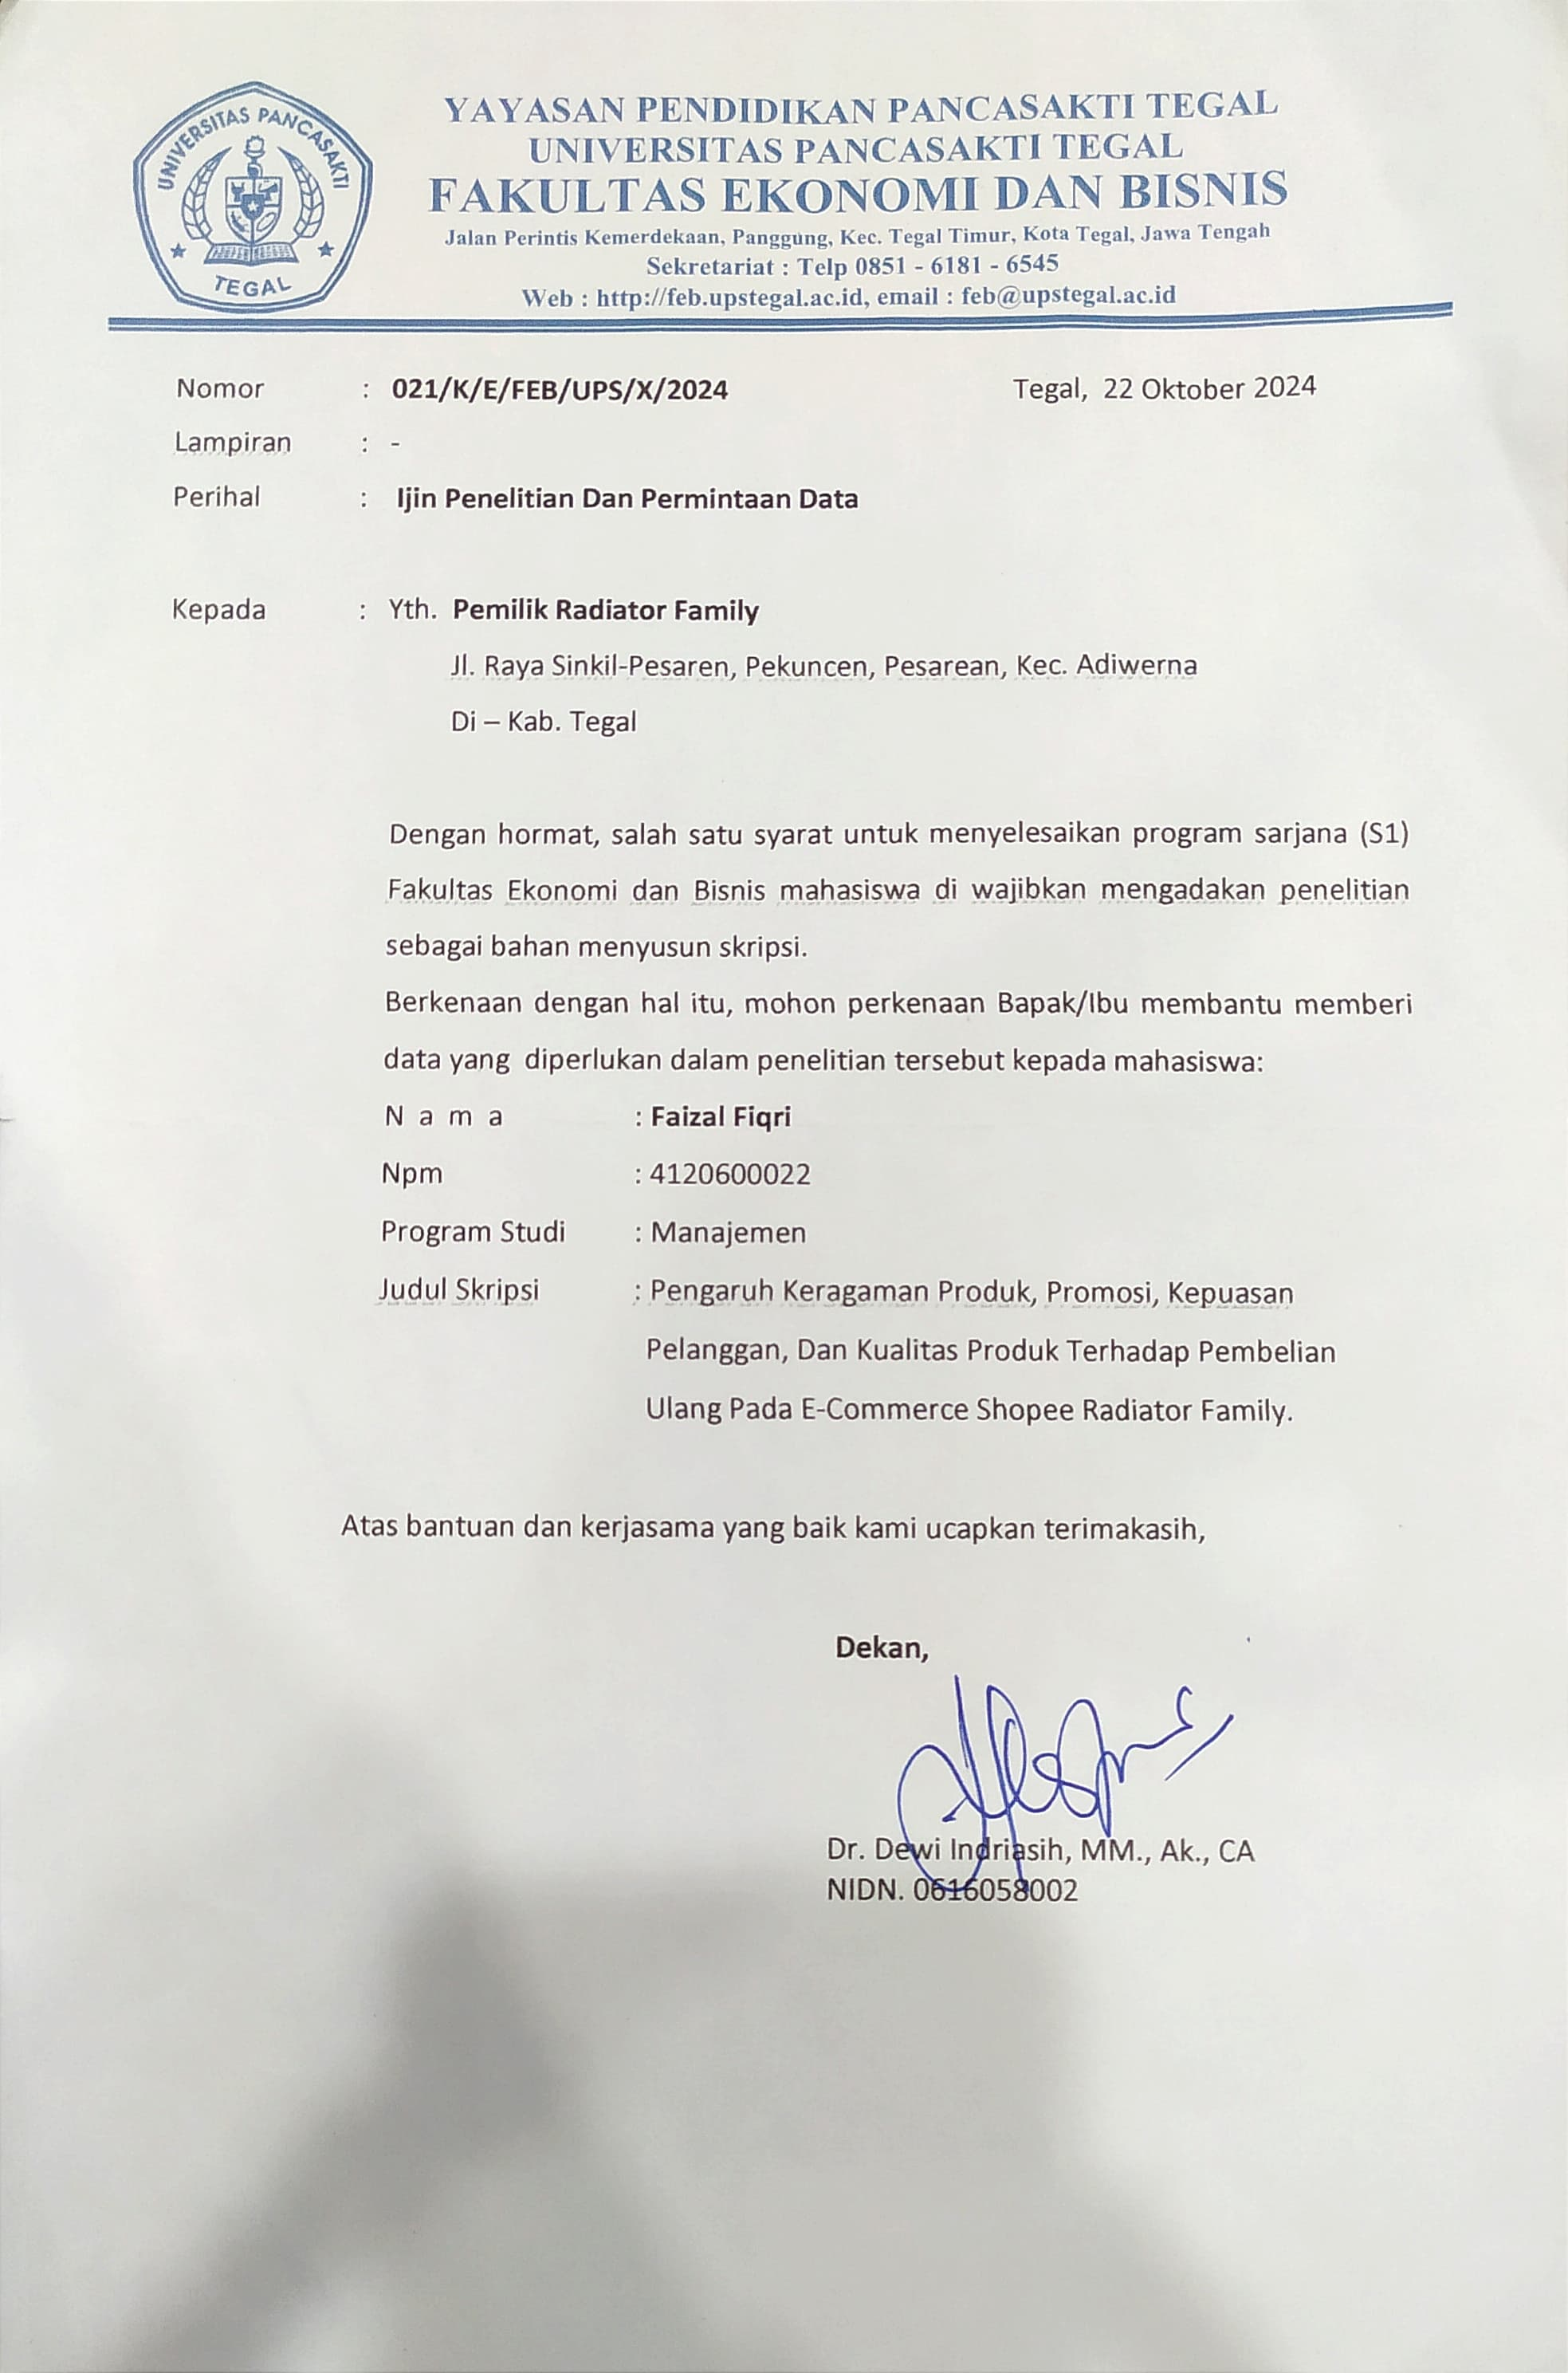 UNIVERSITAS PANCASAKTI
TEGAL
YAYASAN PENDIDIKAN PANCASAKTI TEGAL
UNIVERSITAS PANCASAKTI TEGAL
FAKULTAS EKONOMI DAN BISNIS
Jalan Perintis Kemerdekaan, Panggung, Kec. Tegal Timur, Kota Tegal, Jawa Tengah
Sekretariat : Telp 0851 - 6181 - 6545
Web : http://feb.upstegal.ac.id, email : feb@upstegal.ac.id
Nomor : 021/K/E/FEB/UPS/X/2024 Tegal, 22 Oktober 2024
Lampiran : -
Perihal : Ijin Penelitian Dan Permintaan Data
Kepada : Yth. Pemilik Radiator Family
Jl. Raya Sinkil-Pesaren, Pekuncen, Pesarean, Kec. Adiwerna
Di – Kab. Tegal
Dengan hormat, salah satu syarat untuk menyelesaikan program sarjana (S1)
Fakultas Ekonomi dan Bisnis mahasiswa di wajibkan mengadakan penelitian
sebagai bahan menyusun skripsi.
Berkenaan dengan hal itu, mohon perkenaan Bapak/Ibu membantu memberi
data yang diperlukan dalam penelitian tersebut kepada mahasiswa:
N a m a : Faizal Fiqri
Npm : 4120600022
Program Studi : Manajemen
Judul Skripsi : Pengaruh Keragaman Produk, Promosi, Kepuasan
Pelanggan, Dan Kualitas Produk Terhadap Pembelian
Ulang Pada E-Commerce Shopee Radiator Family.
Atas bantuan dan kerjasama yang baik kami ucapkan terimakasih,
Dekan,
Dr. Dewi Indriasih, MM., Ak., CA
NIDN. 0616058002